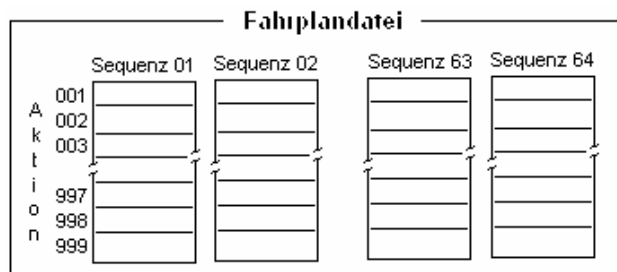 Fahrplandatei
Sequenz 01 Sequenz 02 Sequenz 63 Sequenz 64
Aktion
001
002
003
997
998
999